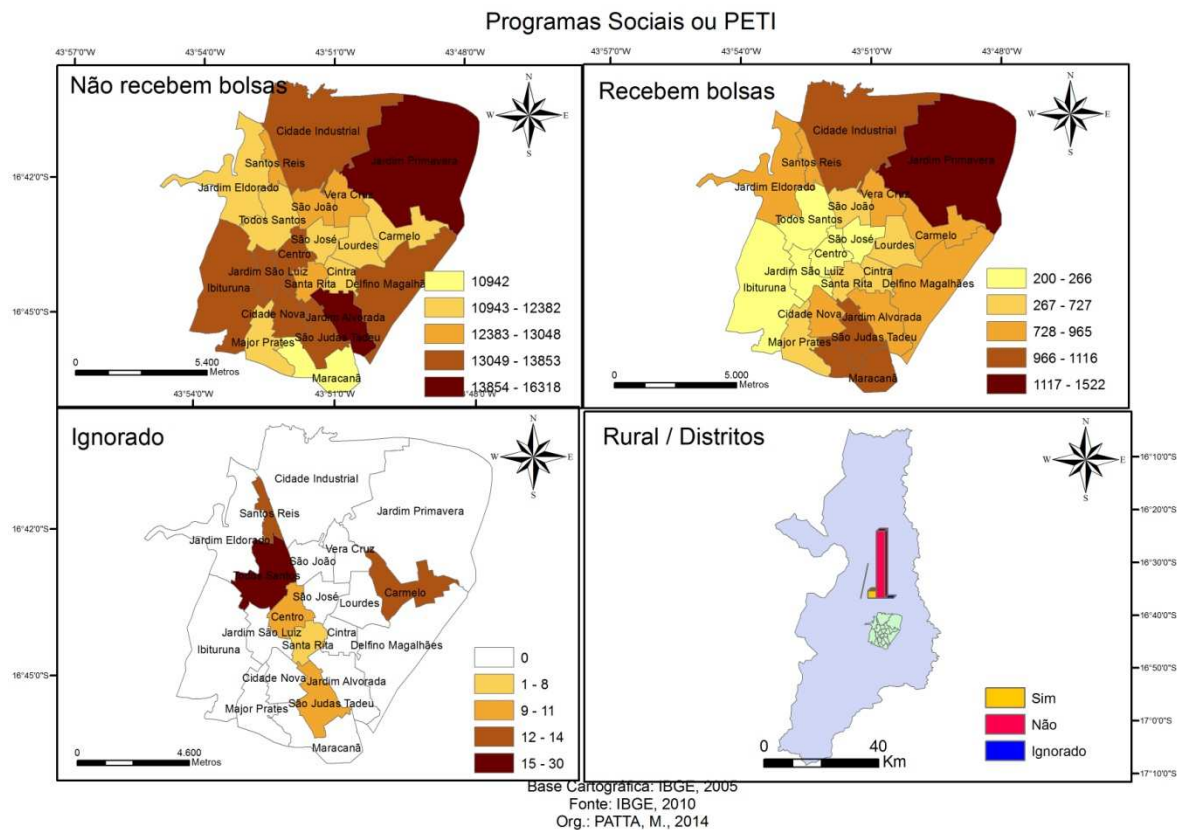 Programas Sociais ou PETI
43°57'0"W
43°54'0"W
43°51'0"W
43°48'0"W
43°57'0"W
43°54'0"W
43°51'0"W
43°48'0"W
Não recebem bolsas
N
W
E
S
16°42'0"S
16°45'0"S
Cidade Industrial
Jardim Primavera
Santos Reis
Jardim Eldorado
Vera Cruz
São João
Todos Santos
São José
Lourdes
Carmelo
Centro
Jardim São Luiz
Cintra
Ibituruna
Santa Rita
Delfino Magalhã
Cidade Nova
Jardim Alvorada
Major Prates
São Judas Tadeu
Maracanã
10942
10943 - 12382
12383 - 13048
13049 - 13853
13854 - 16318
0
5.400
Metros
43°54'0"W
43°51'0"W
43°48'0"W
Recebem bolsas
N
W
E
S
Cidade Industrial
Jardim Primavera
Santos Reis
Jardim Eldorado
Vera Cruz
São João
Todos Santos
São José
Lourdes
Carmelo
Centro
Jardim São Luiz
Cintra
Ibituruna
Santa Rita
Delfino Magalhães
Cidade Nova
Jardim Alvorada
Major Prates
São Judas Tadeu
Maracanã
200 - 266
267 - 727
728 - 965
966 - 1116
1117 - 1522
0
5.000
Metros
Ignorado
N
W
E
S
16°42'0"S
16°45'0"S
Cidade Industrial
Santos Reis
Jardim Primavera
Jardim Eldorado
Vera Cruz
São João
Todos Santos
São José
Lourdes
Carmelo
Centro
Jardim São Luiz
Cintra
Ibituruna
Santa Rita
Delfino Magalhães
Cidade Nova
Jardim Alvorada
Major Prates
São Judas Tadeu
Maracanã
0
1 - 8
9 - 11
12 - 14
15 - 30
0
4.600
Metros
Rural / Distritos
N
W
E
S
16°10'0"S
16°20'0"S
16°30'0"S
16°40'0"S
16°50'0"S
17°0'0"S
17°10'0"S
Sim
Não
Ignorado
0
40
Km
Base Cartográfica: IBGE, 2005
Fonte: IBGE, 2010
Org.: PATTA, M., 2014